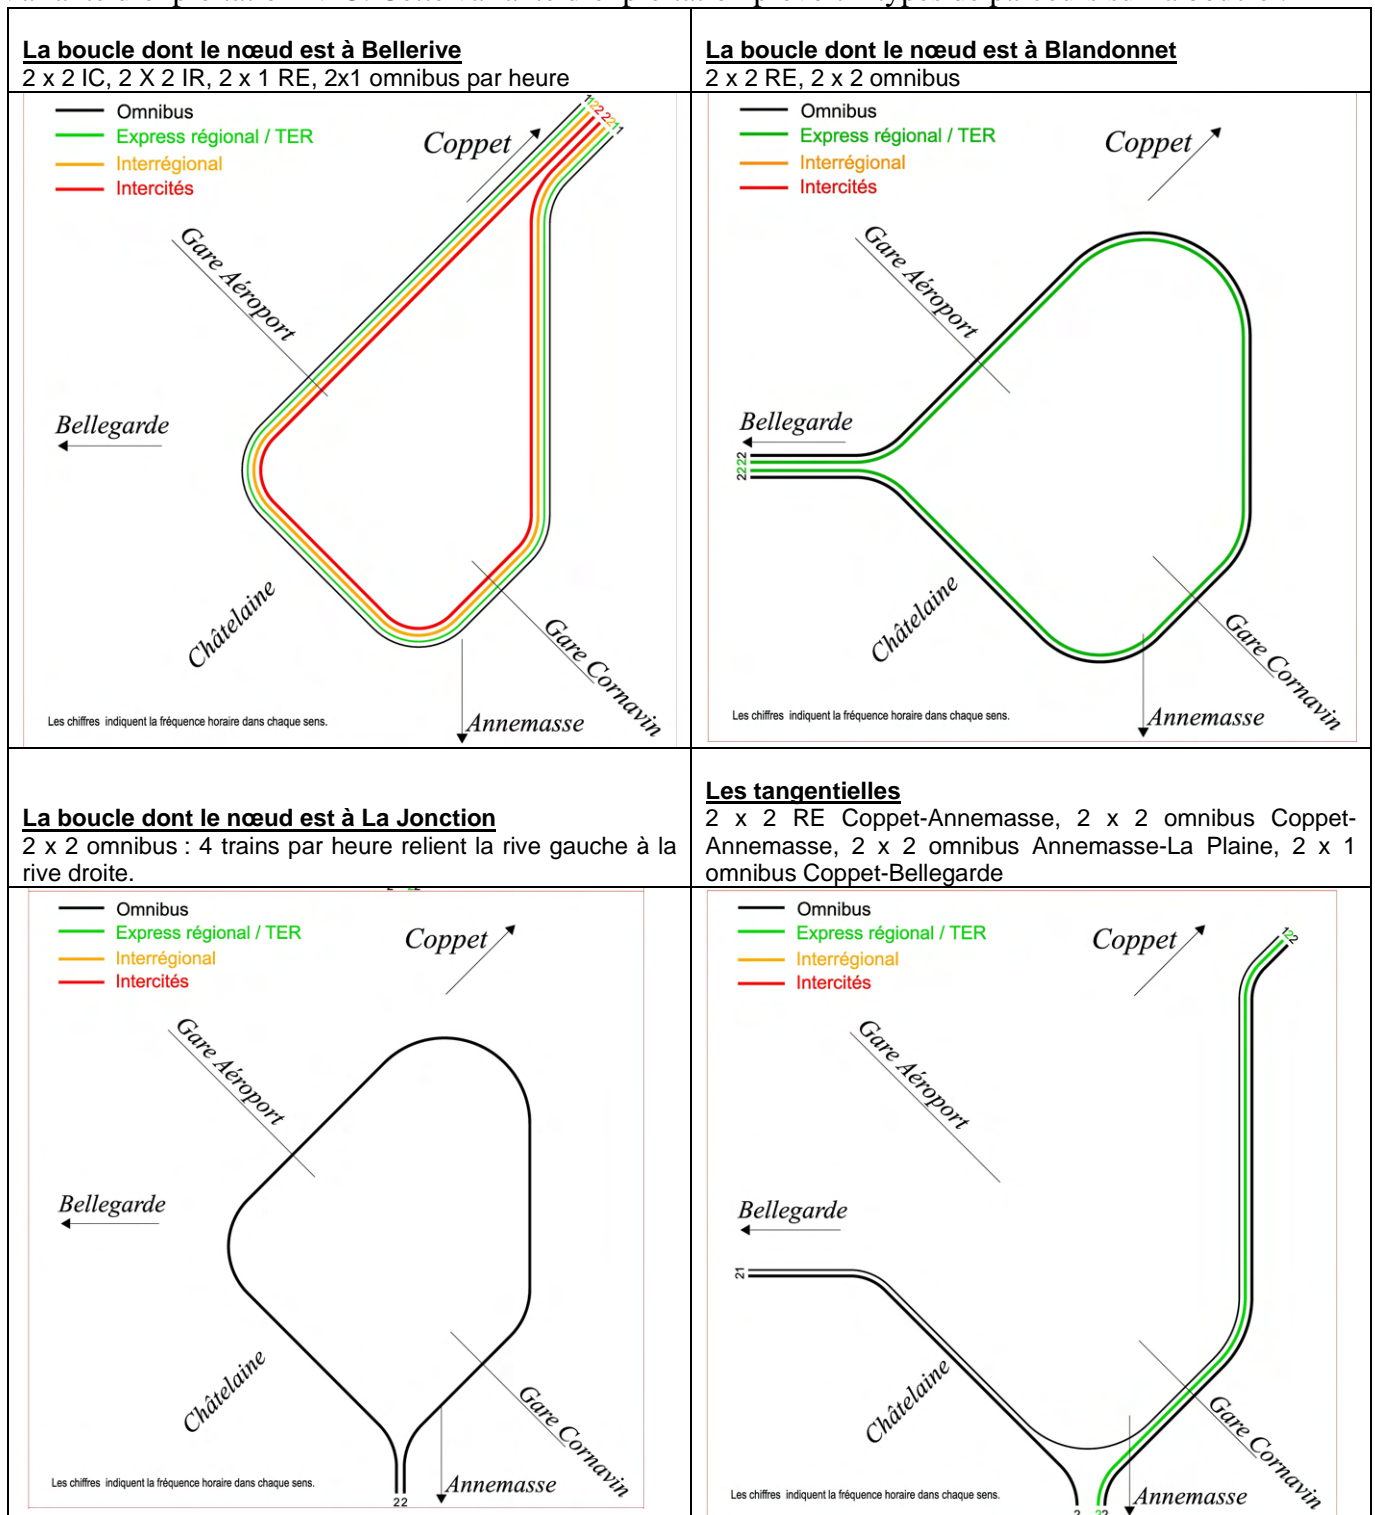 La boucle dont le nœud est à Bellerive
2 x 2 IC, 2 X 2 IR, 2 x 1 RE, 2x1 omnibus par heure
La boucle dont le nœud est à Blandonnet
2 x 2 RE, 2 x 2 omnibus
Omnibus
Express régional / TER
Interrégional
Intercités
Coppet
1122
2211
Gare Aéroport
Bellegarde
Châtelaine
Gare Cornavin
Annemasse
Les chiffres indiquent la fréquence horaire dans chaque sens.
Omnibus
Express régional / TER
Interrégional
Intercités
Coppet
Gare Aéroport
Bellegarde
2222
Châtelaine
Gare Cornavin
Annemasse
Les chiffres indiquent la fréquence horaire dans chaque sens.
La boucle dont le nœud est à La Jonction
2 x 2 omnibus : 4 trains par heure relient la rive gauche à la
rive droite.
Les tangentielles
2 x 2 RE Coppet-Annemasse, 2 x 2 omnibus Coppet-
Annemasse, 2 x 2 omnibus Annemasse-La Plaine, 2 x 1
omnibus Coppet-Bellegarde
Omnibus
Express régional / TER
Interrégional
Intercités
Coppet
Gare Aéroport
Bellegarde
Châtelaine
Gare Cornavin
Annemasse
22
Les chiffres indiquent la fréquence horaire dans chaque sens.
Omnibus
Express régional / TER
Interrégional
Intercités
Coppet
122
Gare Aéroport
Bellegarde
21
Châtelaine
Gare Cornavin
Annemasse
Les chiffres indiquent la fréquence horaire dans chaque sens.